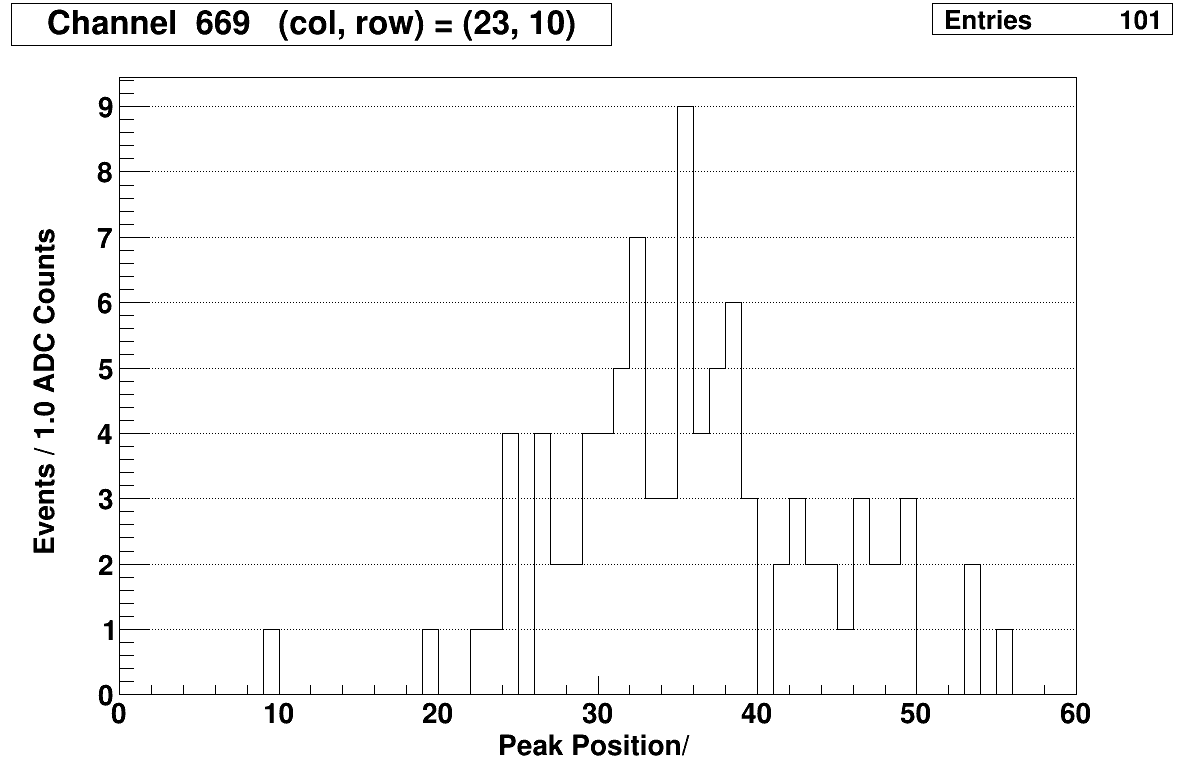 Channel  669   (col, row) = (23, 10)
Entries 101
Events / 1.0 ADC Counts
9
8
7
6
5
4
3
2
1
0
0 10 20 30 40 50 60
Peak Position/